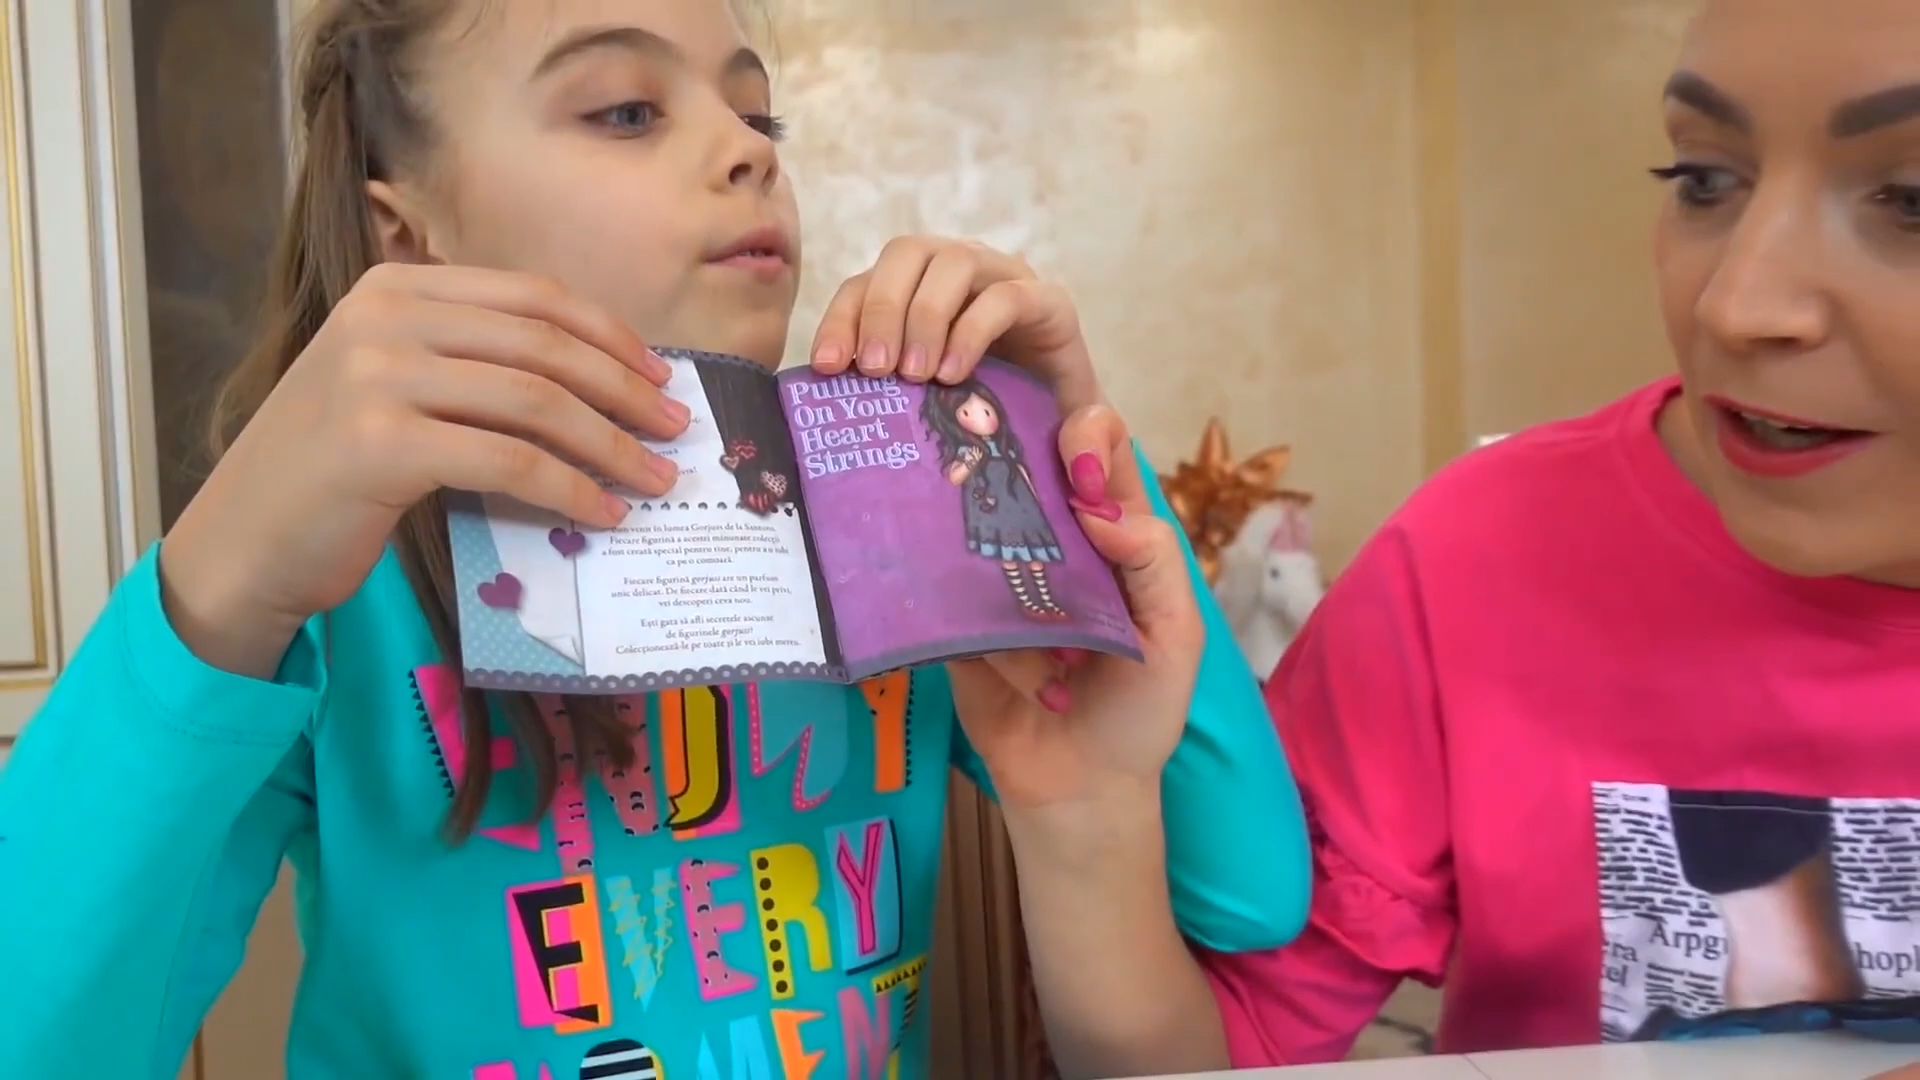 Pulling
On Your
Heart
Strings
Bun venit în lumea Gorjuss de la Santoro.
Fiecare figurină a acestei minunate colecții
a fost creată special pentru tine, pentru a o iubi
ca pe o comoară.
Fiecare figurină gorjuss are un parfum
unic delicat. De fiecare dată când le vei privi,
vei descoperi ceva nou.
Ești gata să afli secretele ascunse
de figurinele gorjuss?
Colecționează-le pe toate și le vei iubi mereu.
ENJOY
EVERY
MOMENT